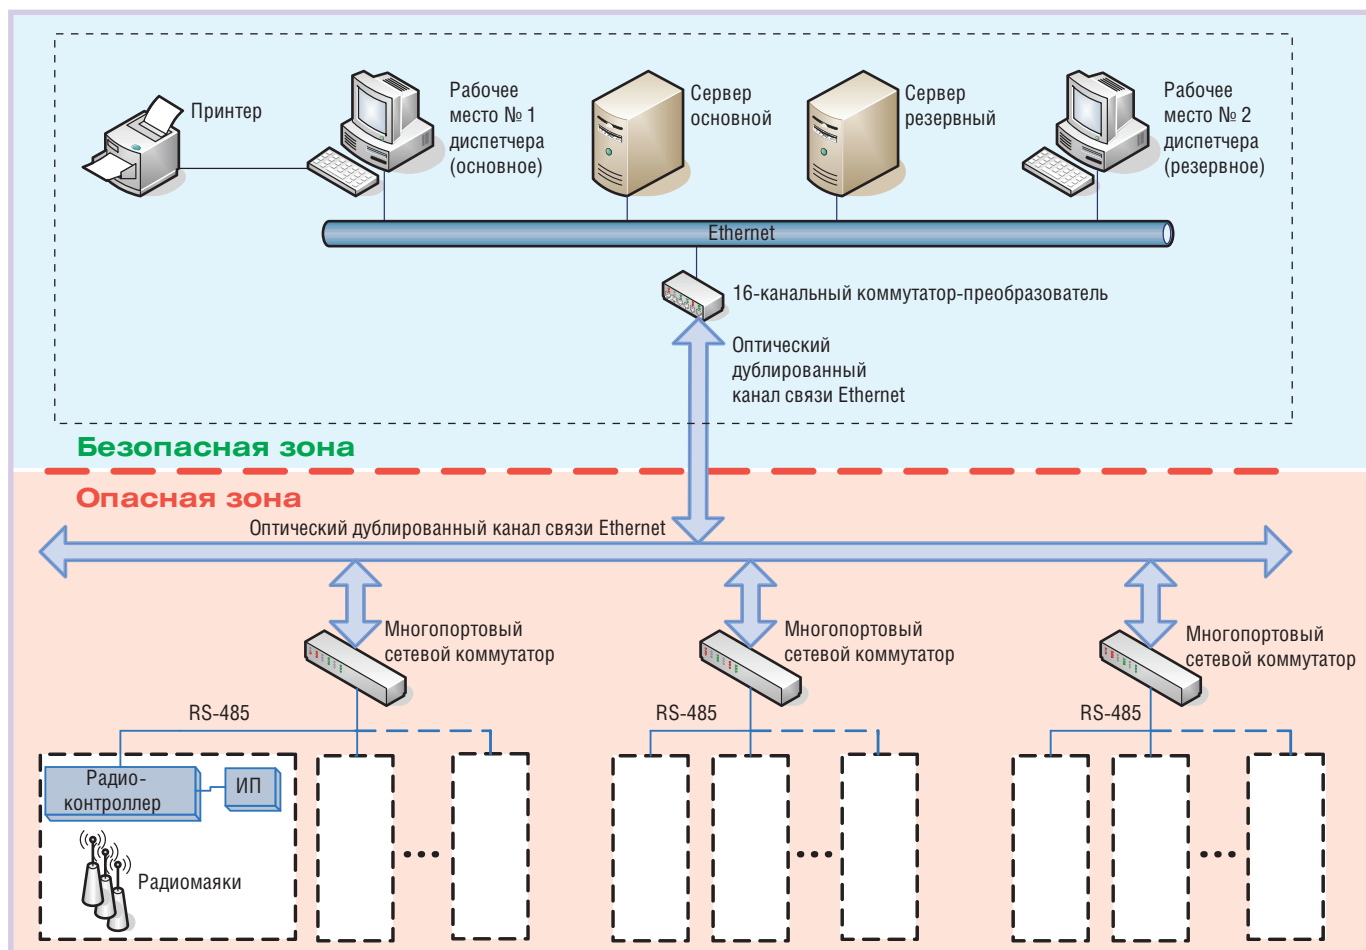 Принтер
Рабочее
место № 1
диспетчера
(основное)
Сервер
основной
Сервер
резервный
Рабочее
место № 2
диспетчера
(резервное)
Ethernet
16-канальный коммутатор-преобразователь
Оптический
дублированный
канал связи Ethernet
Безопасная зона
Опасная зона
Оптический дублированный канал связи Ethernet
Многопортовый
сетевой коммутатор
Многопортовый
сетевой коммутатор
Многопортовый
сетевой коммутатор
RS-485
RS-485
RS-485
Радио-
контроллер
ИП
Радиомаяки